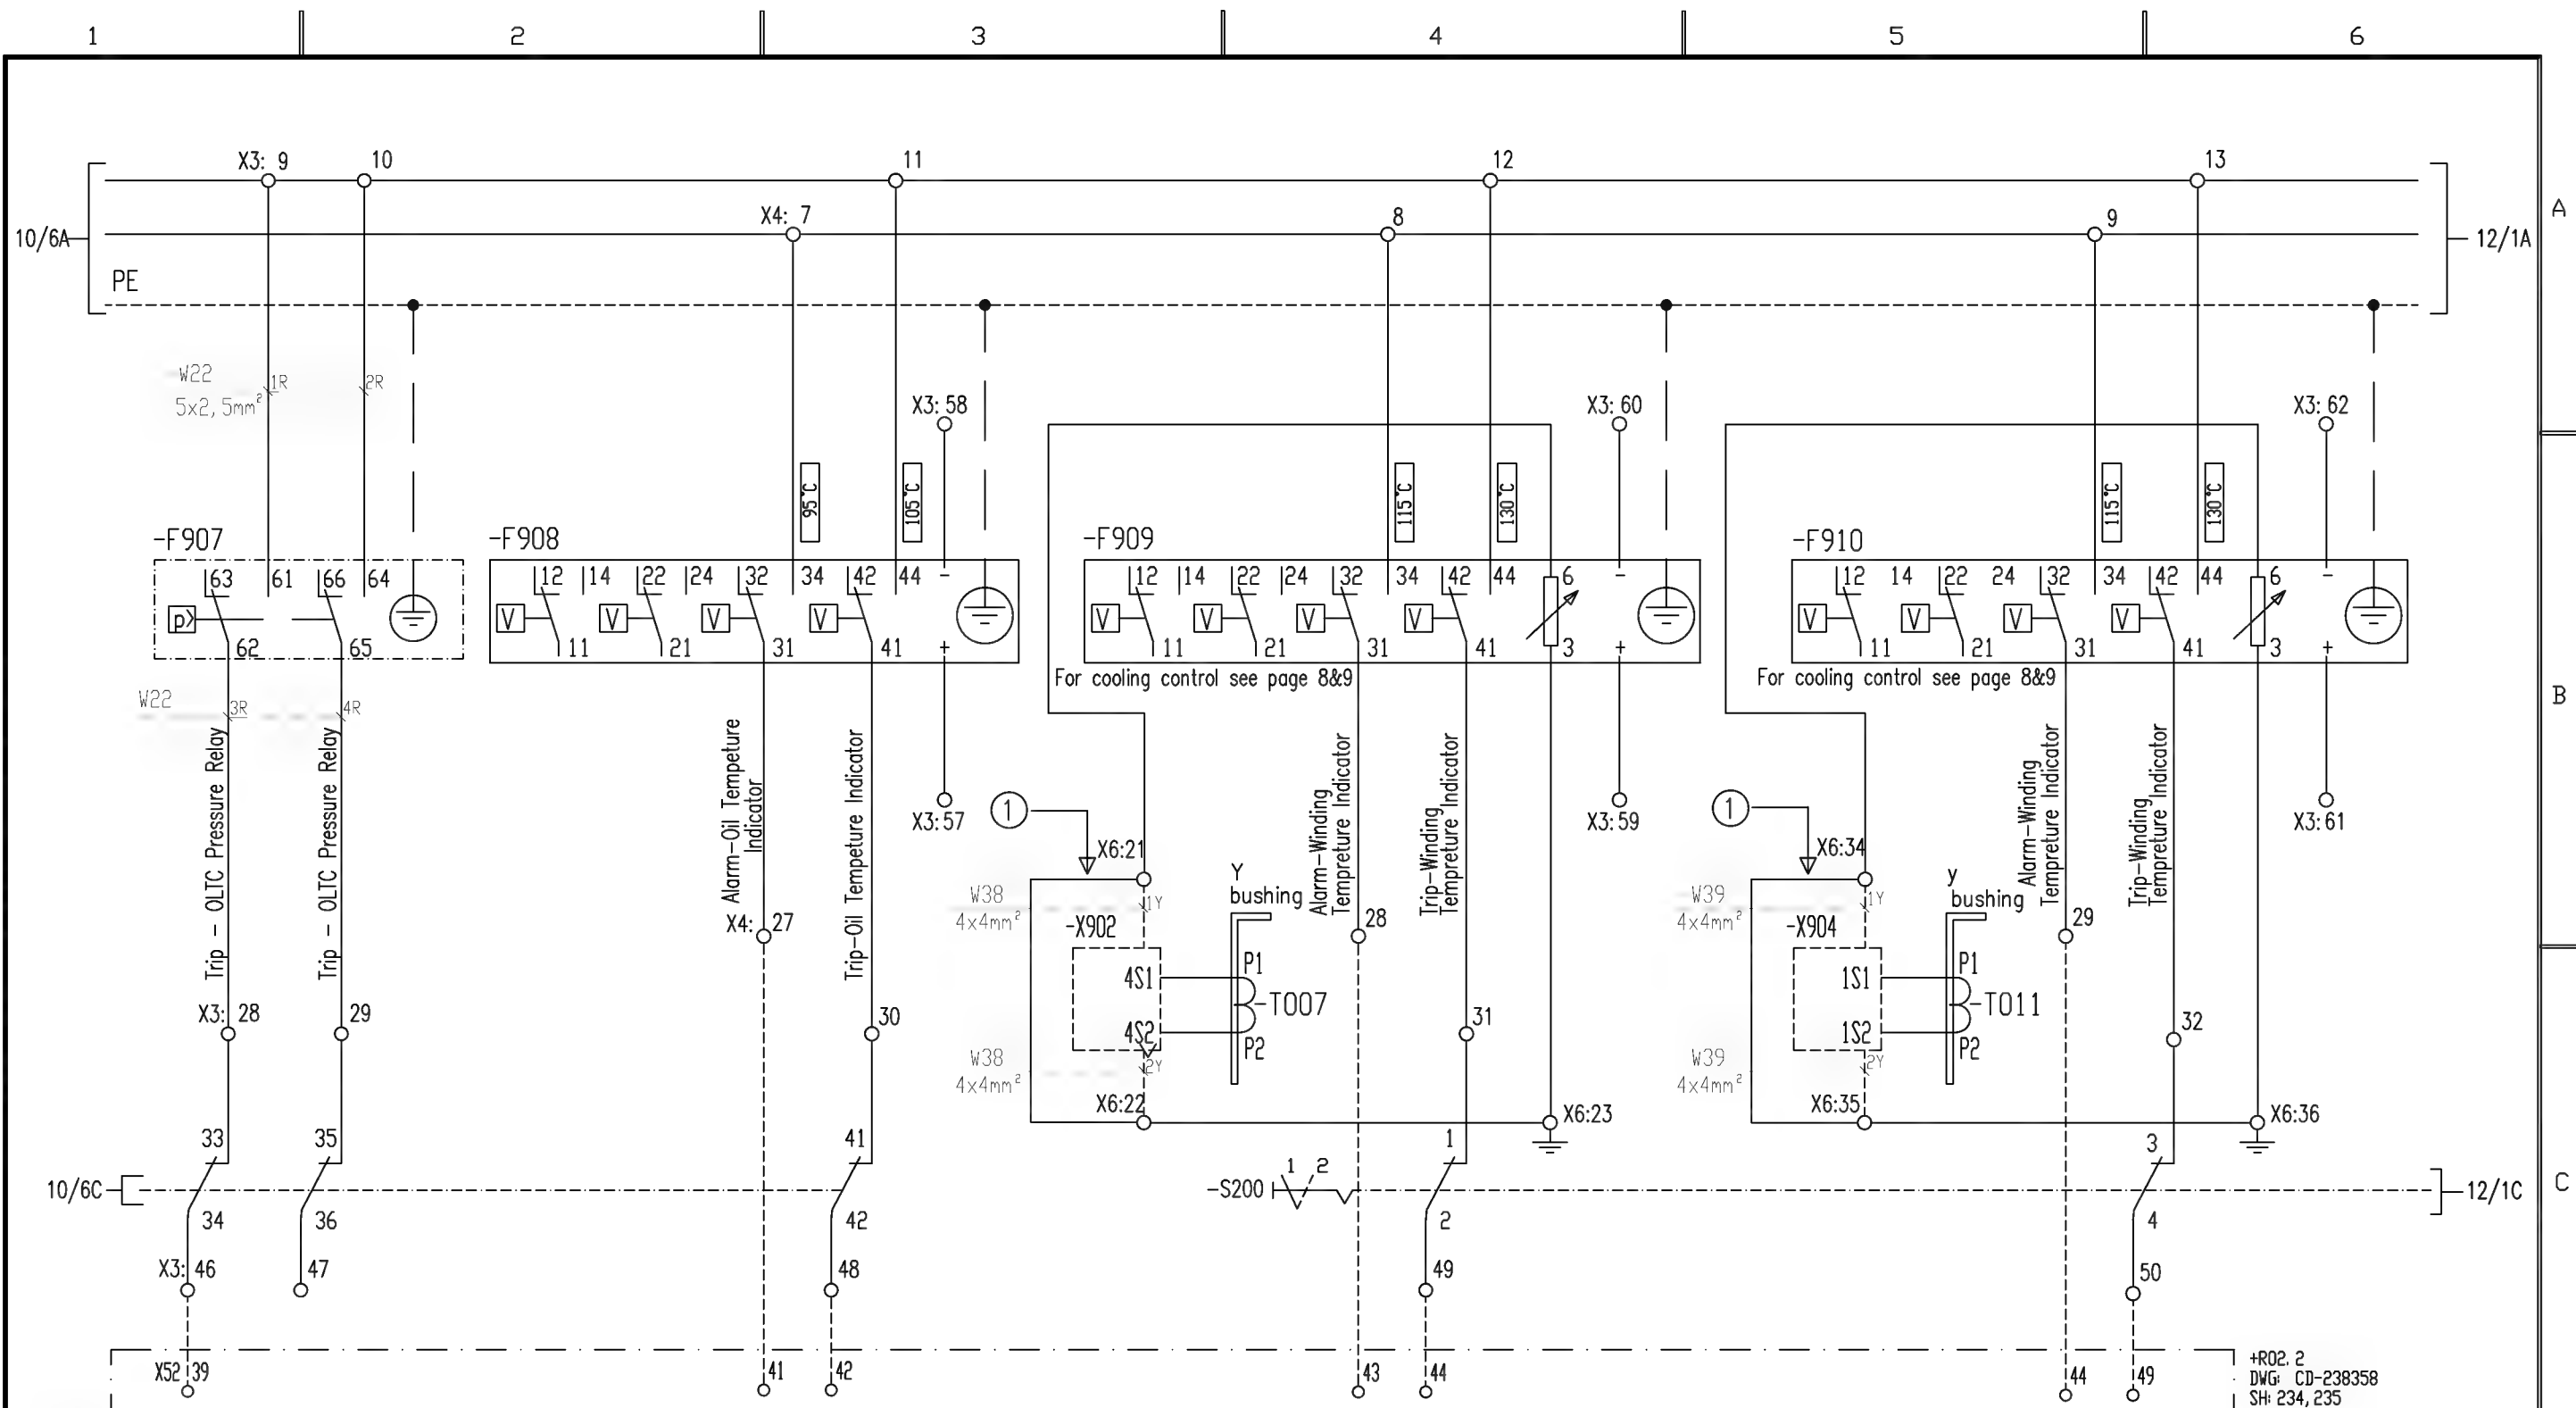 1 2 3 4 5 6
X3: 9 10 11 12 13
X4: 7 8 9
10/6A 12/1A A
PE
-W22 1R 2R
5x2,5mm²
X3:58 X3:60 X3:62
95°C 105°C 115°C 130°C 115°C 130°C
-F907 -F908 -F909 -F910
63 61 66 64
12 14 22 24 32 34 42 44 -
12 14 22 24 32 34 42 44 6 -
12 14 22 24 32 34 42 44 6 -
p>
V V V V
V V V V
V V V V
62 65
11 21 31 41 +
11 21 31 41 3 +
11 21 31 41 3 +
For cooling control see page 8&9
For cooling control see page 8&9
W22 3R 4R
B
Trip - OLTC Pressure Relay
Trip - OLTC Pressure Relay
Alarm-Oil Tempeture
Indicator
Trip-Oil Tempeture Indicator
Alarm-Winding
Tempreture Indicator
Trip-Winding
Tempreture Indicator
Alarm-Winding
Tempreture Indicator
Trip-Winding
Tempreture Indicator
X3:57 X3:59 X3:61
1 1
X6:21 X6:34
Y
bushing
y
bushing
W38 1Y
4x4mm²
-W39 1Y
4x4mm²
X4: 27 28 29
-X902 -X904
4S1 P1
-T007
4S2 P2
1S1 P1
-T011
1S2 P2
X3: 28 29 30 31 32
W38 2Y
4x4mm²
W39 2Y
4x4mm²
X6:22 X6:23 X6:35 X6:36
33 35 41 1 3
10/6C -S200 1 2 12/1C C
34 36 42 2 4
X3: 46 47 48 49 50
X52 39 41 42 43 44 44 49
+R02.2
DWG: CD-238358
SH: 234,235